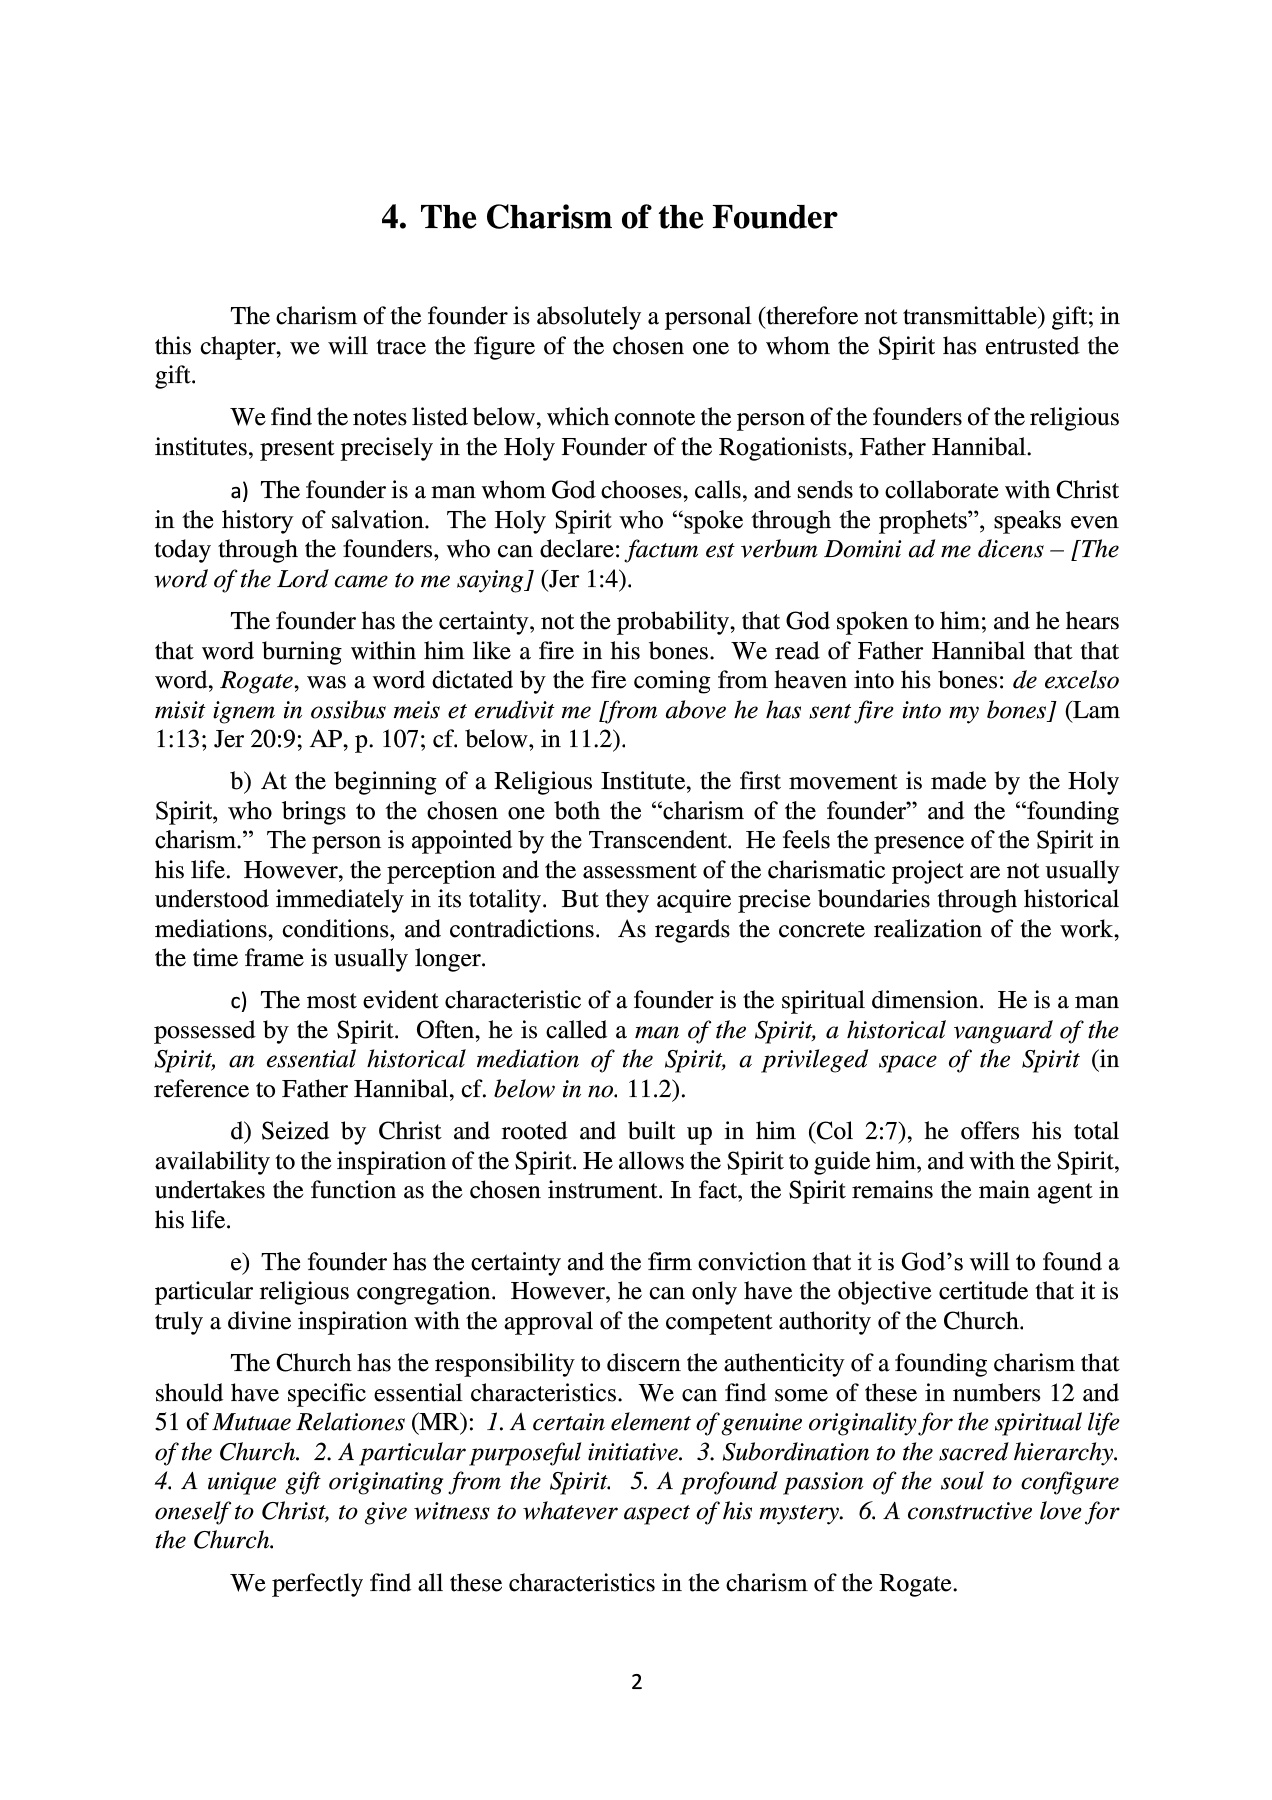 4. The Charism of the Founder
The charism of the founder is absolutely a personal (therefore not transmittable) gift; in
this chapter, we will trace the figure of the chosen one to whom the Spirit has entrusted the
gift.
We find the notes listed below, which connote the person of the founders of the religious
institutes, present precisely in the Holy Founder of the Rogationists, Father Hannibal.
a) The founder is a man whom God chooses, calls, and sends to collaborate with Christ
in the history of salvation. The Holy Spirit who “spoke through the prophets”, speaks even
today through the founders, who can declare: factum est verbum Domini ad me dicens – [The
word of the Lord came to me saying] (Jer 1:4).
The founder has the certainty, not the probability, that God spoken to him; and he hears
that word burning within him like a fire in his bones. We read of Father Hannibal that that
word, Rogate, was a word dictated by the fire coming from heaven into his bones: de excelso
misit ignem in ossibus meis et erudivit me [from above he has sent fire into my bones] (Lam
1:13; Jer 20:9; AP, p. 107; cf. below, in 11.2).
b) At the beginning of a Religious Institute, the first movement is made by the Holy
Spirit, who brings to the chosen one both the “charism of the founder” and the “founding
charism.” The person is appointed by the Transcendent. He feels the presence of the Spirit in
his life. However, the perception and the assessment of the charismatic project are not usually
understood immediately in its totality. But they acquire precise boundaries through historical
mediations, conditions, and contradictions. As regards the concrete realization of the work,
the time frame is usually longer.
c) The most evident characteristic of a founder is the spiritual dimension. He is a man
possessed by the Spirit. Often, he is called a man of the Spirit, a historical vanguard of the
Spirit, an essential historical mediation of the Spirit, a privileged space of the Spirit (in
reference to Father Hannibal, cf. below in no. 11.2).
d) Seized by Christ and rooted and built up in him (Col 2:7), he offers his total
availability to the inspiration of the Spirit. He allows the Spirit to guide him, and with the Spirit,
undertakes the function as the chosen instrument. In fact, the Spirit remains the main agent in
his life.
e) The founder has the certainty and the firm conviction that it is God’s will to found a
particular religious congregation. However, he can only have the objective certitude that it is
truly a divine inspiration with the approval of the competent authority of the Church.
The Church has the responsibility to discern the authenticity of a founding charism that
should have specific essential characteristics. We can find some of these in numbers 12 and
51 of Mutuae Relationes (MR): 1. A certain element of genuine originality for the spiritual life
of the Church. 2. A particular purposeful initiative. 3. Subordination to the sacred hierarchy.
4. A unique gift originating from the Spirit. 5. A profound passion of the soul to configure
oneself to Christ, to give witness to whatever aspect of his mystery. 6. A constructive love for
the Church.
We perfectly find all these characteristics in the charism of the Rogate.
2